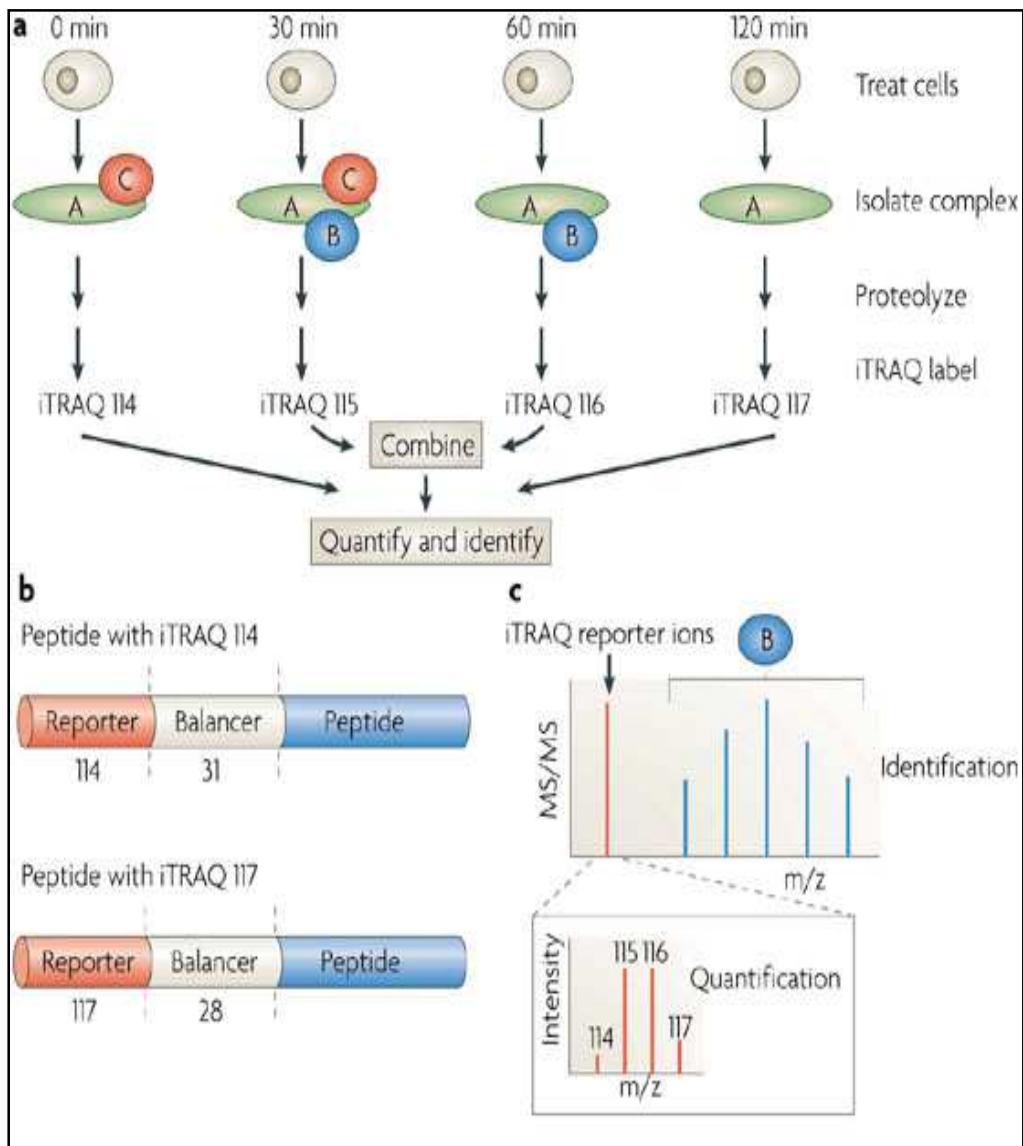 a 0 min 30 min 60 min 120 min
Treat cells
C C
A A A A Isolate complex
B B
Proteolyze
iTRAQ label
iTRAQ 114 iTRAQ 115 iTRAQ 116 iTRAQ 117
Combine
Quantify and identify
b
Peptide with iTRAQ 114
Reporter Balancer Peptide
114 31
Peptide with iTRAQ 117
Reporter Balancer Peptide
117 28
c
iTRAQ reporter ions B
MS/MS
Identification
m/z
115 116
Quantification
Intensity
114 117
m/z